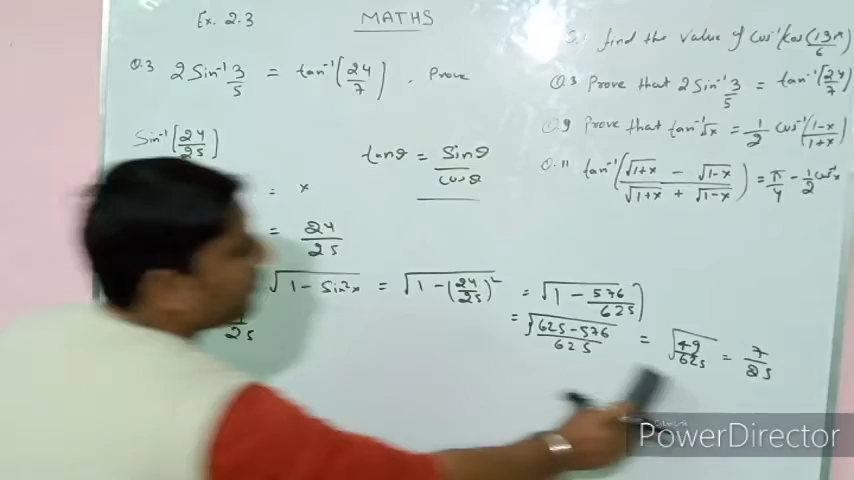 Ex. 2.3
MATHS
Q.3 2 Sin⁻¹ 3/5 = tan⁻¹(24/7). Prove
Sin⁻¹[24/25]
= x
= 24/25
√(1 - Sin²x) = √(1 - (24/25)²) = √(1 - 576/625)
= √((625-576)/625) = √(49/625) = 7/25
25
tanθ = Sinθ/cosθ
find the value of cos⁻¹(cos(13π/6)
Q.3 Prove that 2 Sin⁻¹ 3/5 = tan⁻¹(24/7)
Q.9 Prove that tan⁻¹√x = 1/2 cos⁻¹(1-x/1+x)
Q.11 tan⁻¹(√1+x - √1-x / √1+x + √1-x) = π/4 - 1/2 cos⁻¹x
PowerDirector